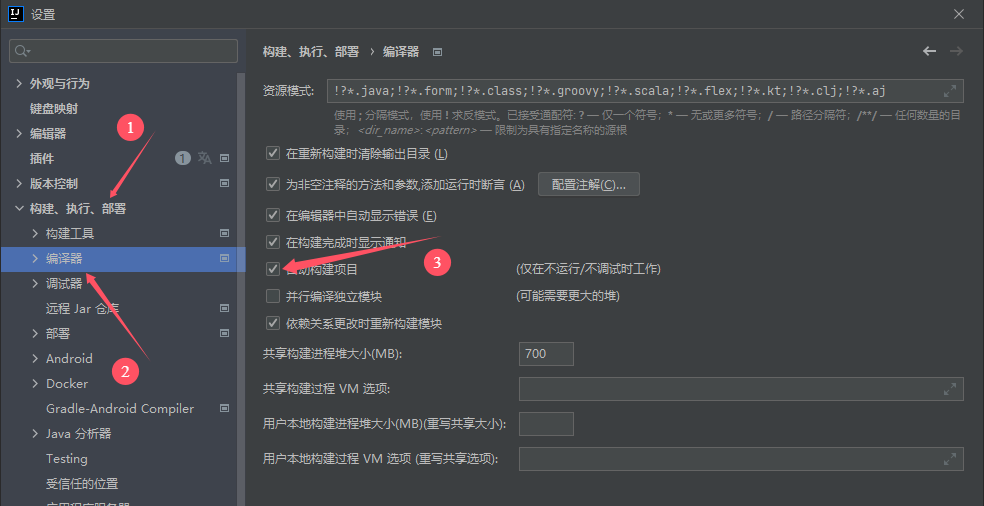 IJ 设置
外观与行为
键盘映射
编辑器
插件 1
版本控制
构建、执行、部署
构建工具
编译器
调试器
远程 Jar 仓库
部署
Android
Docker
Gradle-Android Compiler
Java 分析器
Testing
受信任的位置
1
2
构建、执行、部署 › 编译器
资源模式: !?*.java;!?*.form;!?*.class;!?*.groovy;!?*.scala;!?*.flex;!?*.kt;!?*.clj;!?*.aj
使用 ; 分隔模式，使用 ! 求反模式。已接受通配符: ? — 仅一个符号；* — 无或更多符号；/ — 路径分隔符；/**/ — 任何数量的目
录；<dir_name>:<pattern> — 限制为具有指定名称的源根
在重新构建时清除输出目录 (L)
为非空注释的方法和参数,添加运行时断言 (A) 配置注解(C)...
在编辑器中自动显示错误 (E)
在构建完成时显示通知
自动构建项目 (仅在不运行/不调试时工作)
3
并行编译独立模块 (可能需要更大的堆)
依赖关系更改时重新构建模块
共享构建进程堆大小(MB): 700
共享构建过程 VM 选项:
用户本地构建进程堆大小(MB)(重写共享大小):
用户本地构建过程 VM 选项 (重写共享选项):